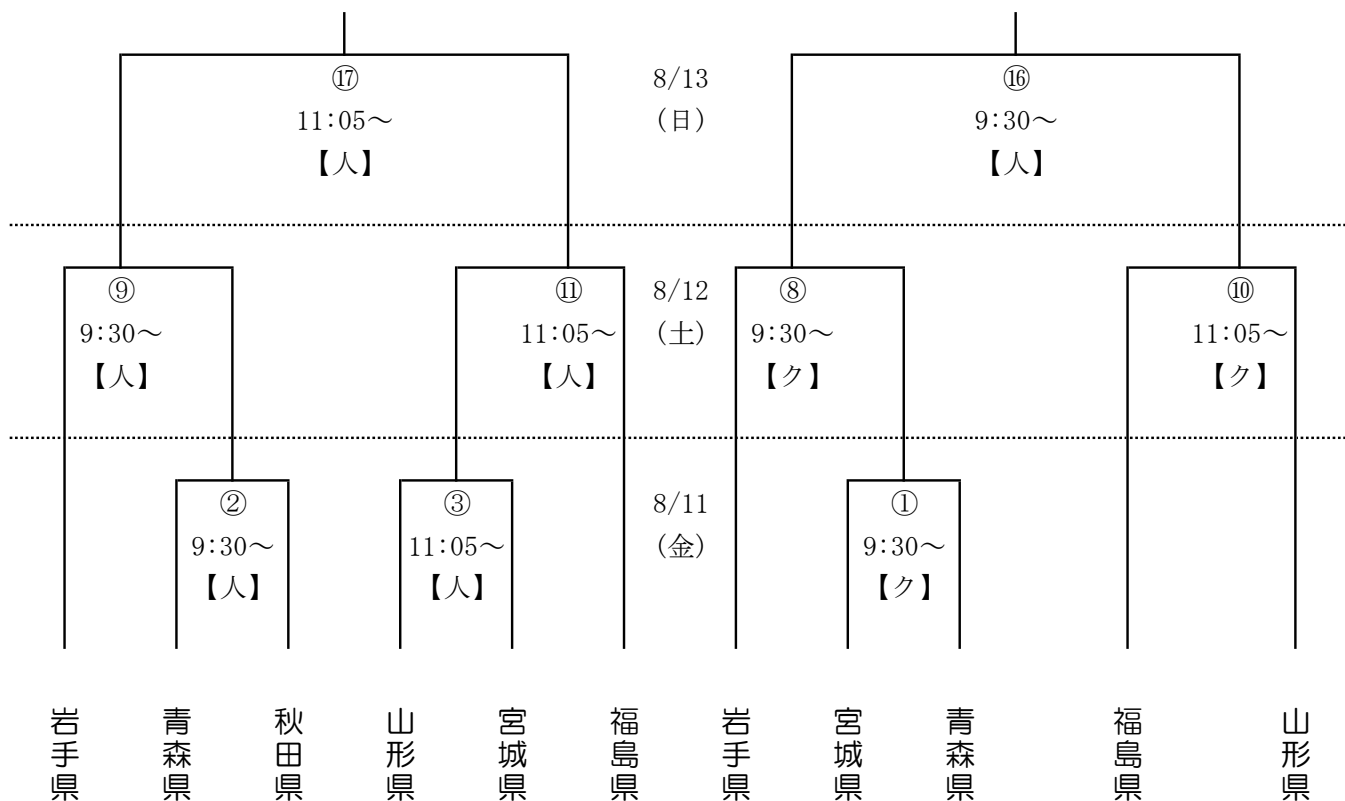 ⑰
11:05～
【人】
8/13
（日）
⑯
9:30～
【人】
⑨
9:30～
【人】
⑪
11:05～
【人】
8/12
（土）
⑧
9:30～
【ク】
⑩
11:05～
【ク】
②
9:30～
【人】
③
11:05～
【人】
8/11
（金）
①
9:30～
【ク】
岩手県
青森県
秋田県
山形県
宮城県
福島県
岩手県
宮城県
青森県
福島県
山形県